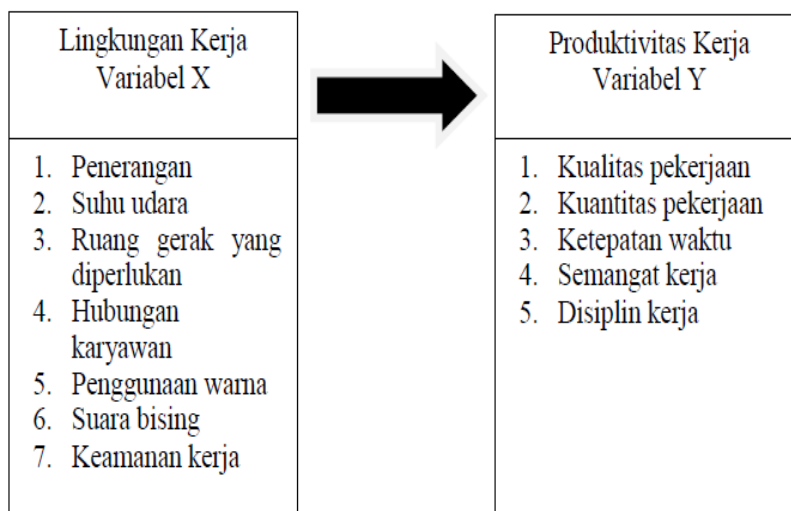 Lingkungan Kerja
Variabel X
1. Penerangan
2. Suhu udara
3. Ruang gerak yang
diperlukan
4. Hubungan
karyawan
5. Penggunaan warna
6. Suara bising
7. Keamanan kerja
Produktivitas Kerja
Variabel Y
1. Kualitas pekerjaan
2. Kuantitas pekerjaan
3. Ketepatan waktu
4. Semangat kerja
5. Disiplin kerja